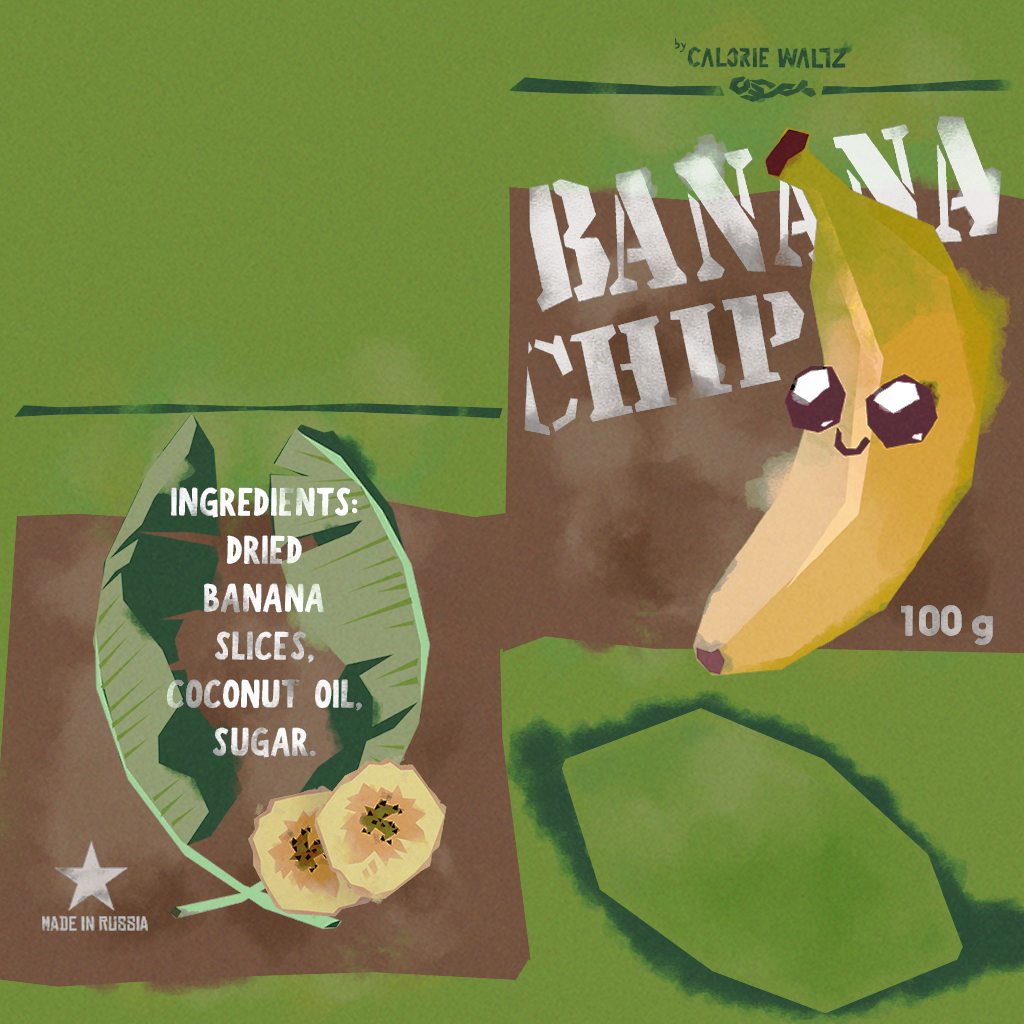 by CALORIE WALTZ
BANANA
CHIP
100 g
INGREDIENTS:
DRIED
BANANA
SLICES,
COCONUT OIL,
SUGAR.
MADE IN RUSSIA